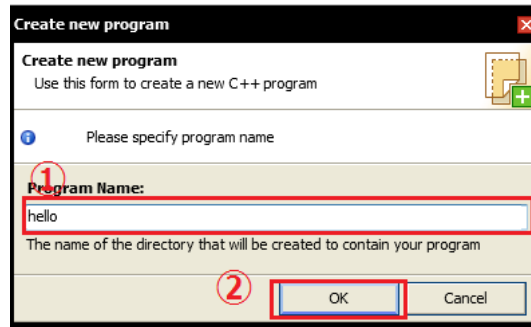 Create new program
Create new program
Use this form to create a new C++ program
Please specify program name
①
Program Name:
hello
The name of the directory that will be created to contain your program
②
OK
Cancel